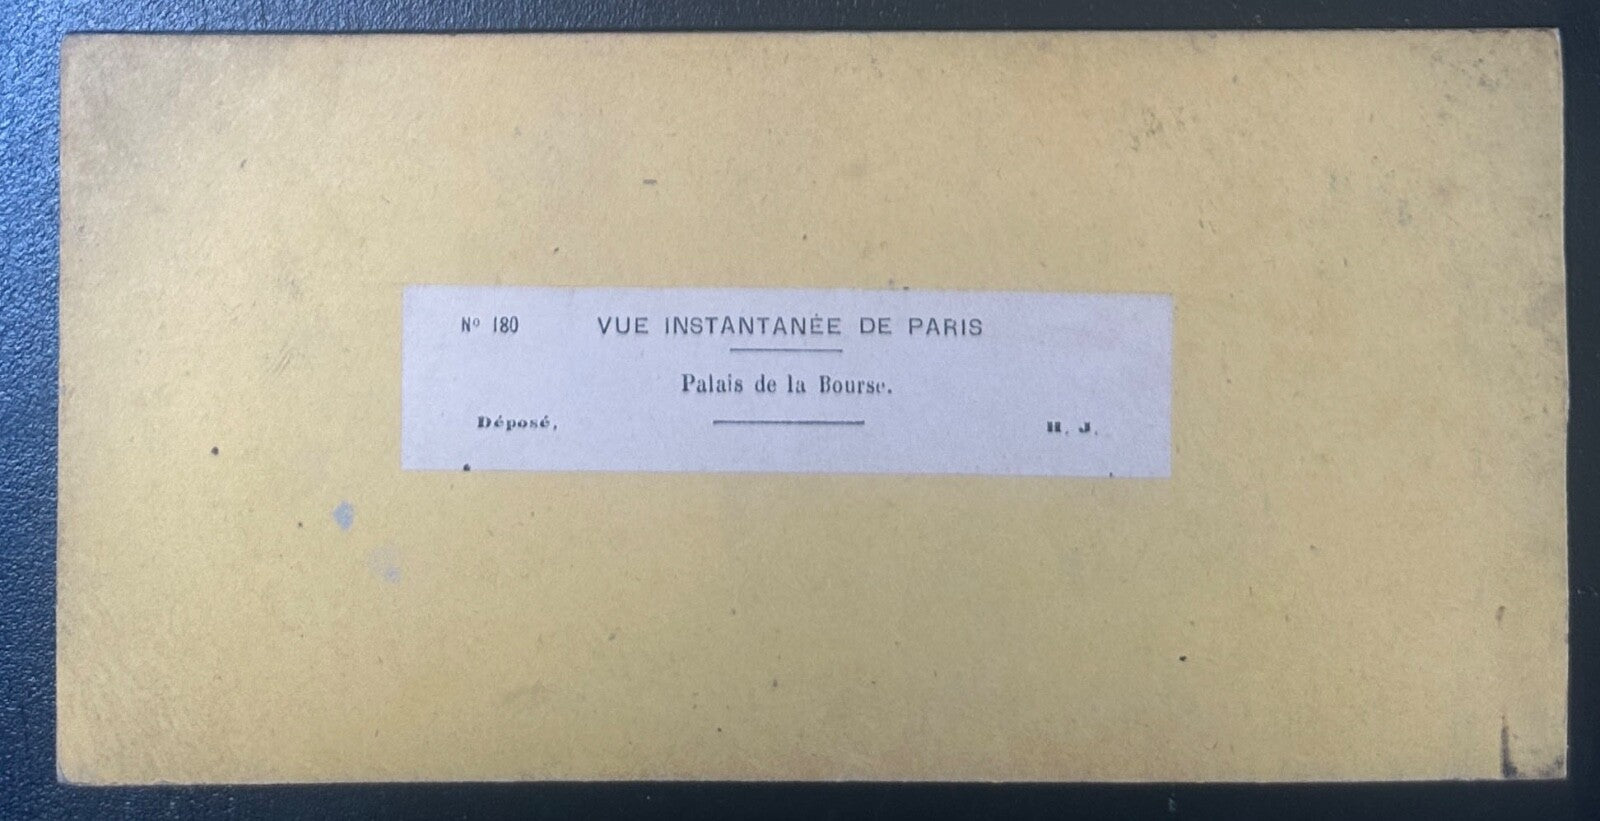 Nº 180 VUE INSTANTANÉE DE PARIS
Palais de la Bourse.
Déposé, H. J.